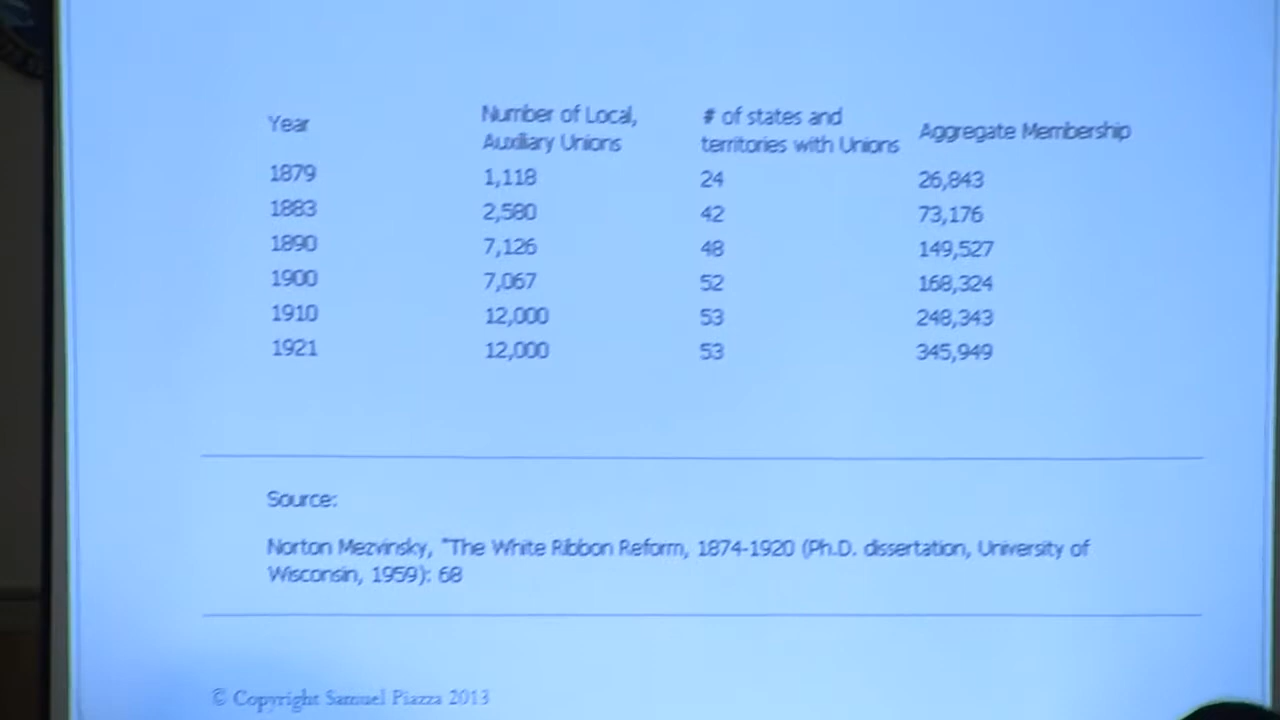 Year Number of Local, Auxiliary Unions # of states and territories with Unions Aggregate Membership
1879 1,118 24 26,843
1883 2,580 42 73,176
1890 7,126 48 149,527
1900 7,067 52 168,324
1910 12,000 53 248,343
1921 12,000 53 345,949
Source:
Norton Mezvinsky, "The White Ribbon Reform, 1874-1920 (Ph.D. dissertation, University of
Wisconsin, 1959): 68
© Copyright Samuel Piazza 2013